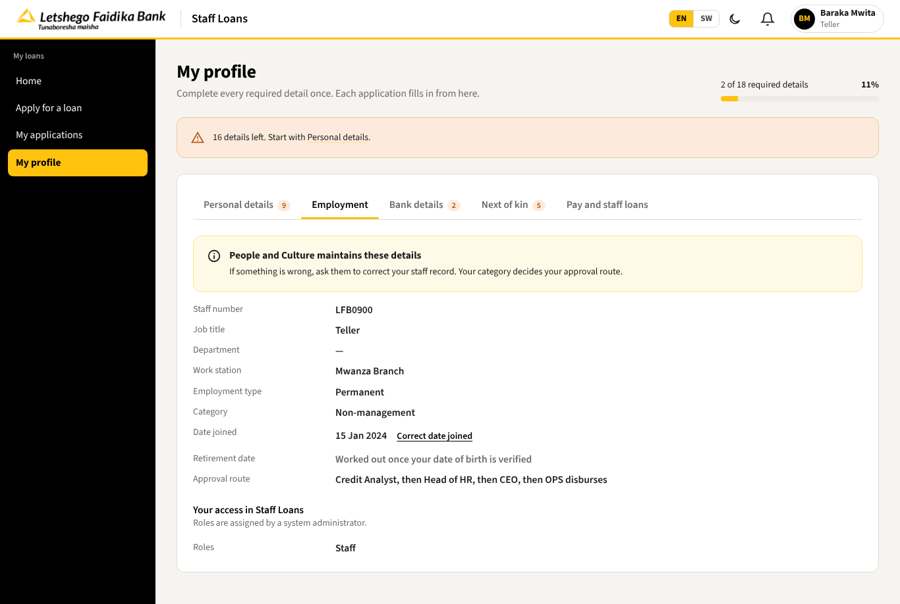 Letshego Faidika Bank
Tunaboresha maisha
Staff Loans
EN SW
BM
Baraka Mwita
Teller
My loans
Home
Apply for a loan
My applications
My profile
My profile
Complete every required detail once. Each application fills in from here.
2 of 18 required details 11%
16 details left. Start with Personal details.
Personal details 9 Employment Bank details 2 Next of kin 5 Pay and staff loans
People and Culture maintains these details
If something is wrong, ask them to correct your staff record. Your category decides your approval route.
Staff number LFB0900
Job title Teller
Department —
Work station Mwanza Branch
Employment type Permanent
Category Non-management
Date joined 15 Jan 2024 Correct date joined
Retirement date Worked out once your date of birth is verified
Approval route Credit Analyst, then Head of HR, then CEO, then OPS disburses
Your access in Staff Loans
Roles are assigned by a system administrator.
Roles Staff